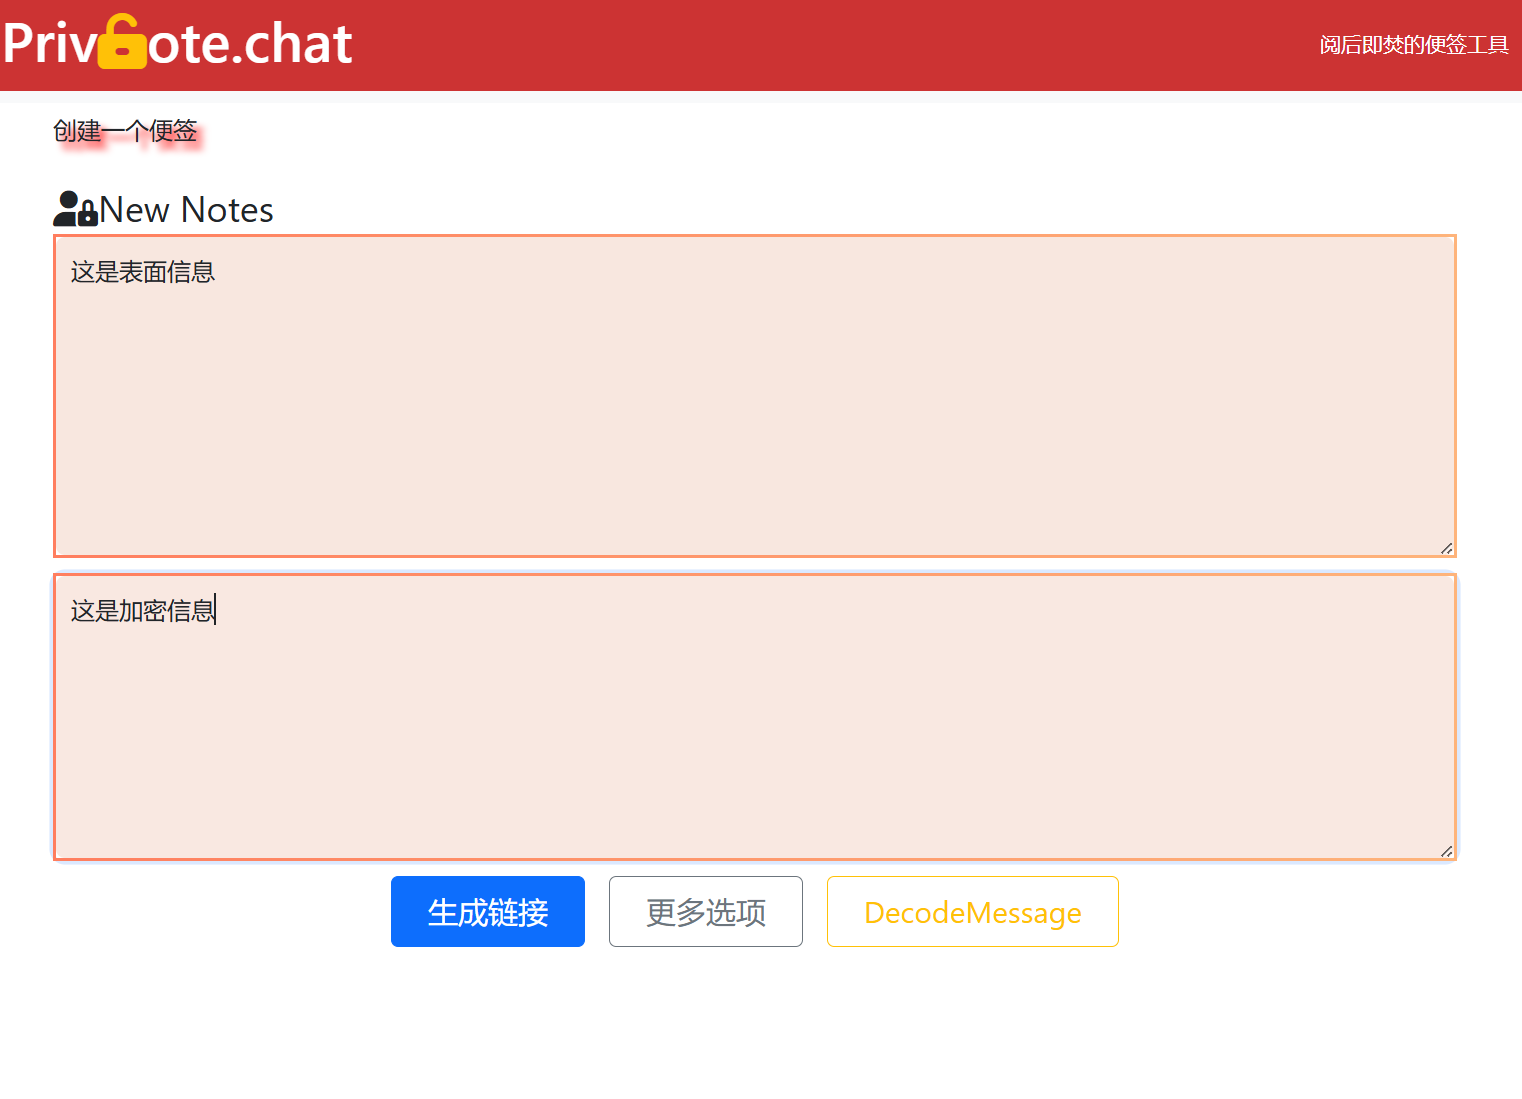 Priv ote.chat
阅后即焚的便签工具
创建一个便签
New Notes
这是表面信息
这是加密信息
生成链接
更多选项
DecodeMessage